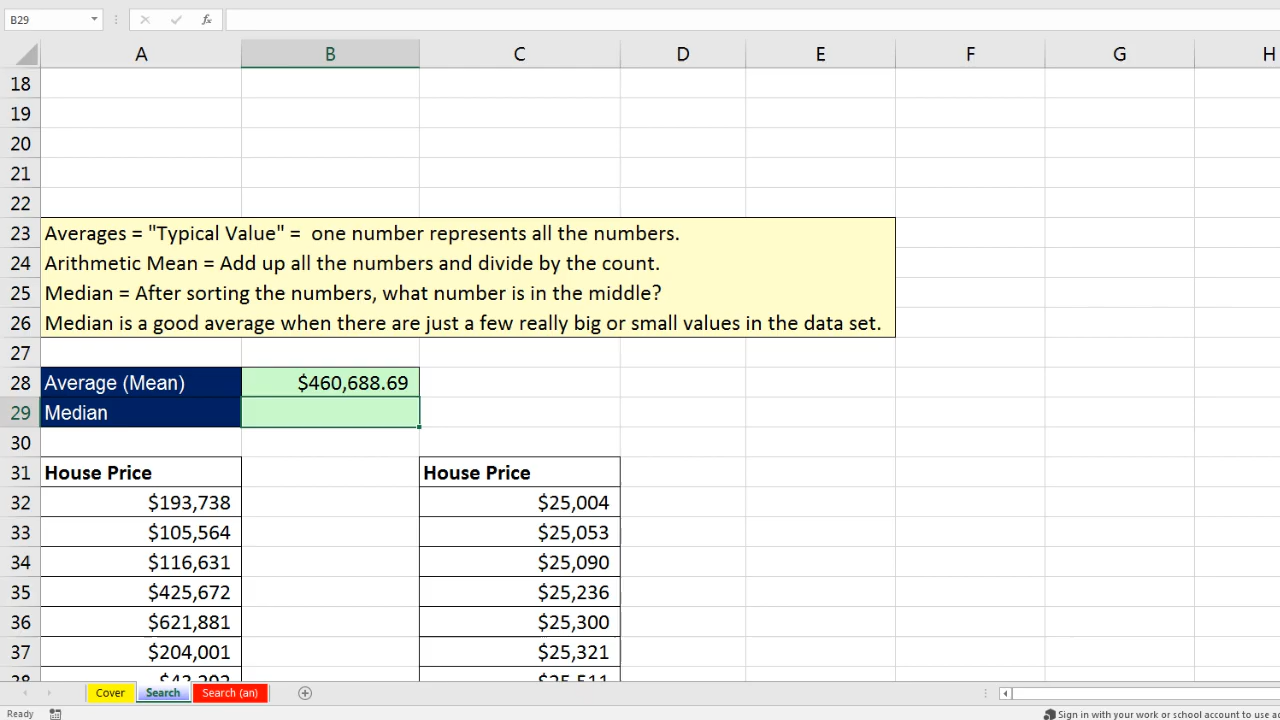 B29
fx
A B C D E F G H
18
19
20
21
22
23 Averages = "Typical Value" =  one number represents all the numbers.
24 Arithmetic Mean = Add up all the numbers and divide by the count.
25 Median = After sorting the numbers, what number is in the middle?
26 Median is a good average when there are just a few really big or small values in the data set.
27
28 Average (Mean) $460,688.69
29 Median
30
31 House Price House Price
32 $193,738 $25,004
33 $105,564 $25,053
34 $116,631 $25,090
35 $425,672 $25,236
36 $621,881 $25,300
37 $204,001 $25,321
Cover Search Search (an)
Ready
Sign in with your work or school account to use